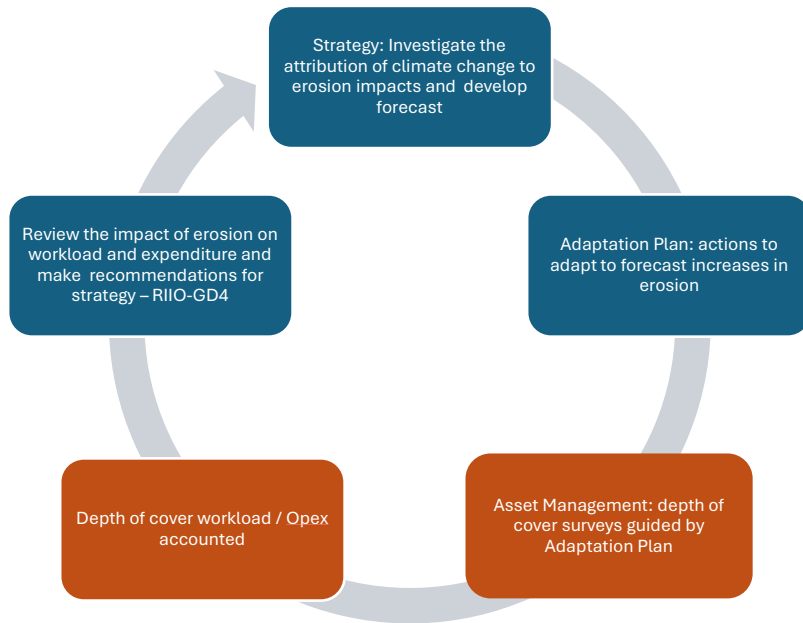 Strategy: Investigate the
attribution of climate change to
erosion impacts and  develop
forecast
Adaptation Plan: actions to
adapt to forecast increases in
erosion
Asset Management: depth of
cover surveys guided by
Adaptation Plan
Depth of cover workload / Opex
accounted
Review the impact of erosion on
workload and expenditure and
make  recommendations for
strategy – RIIO-GD4